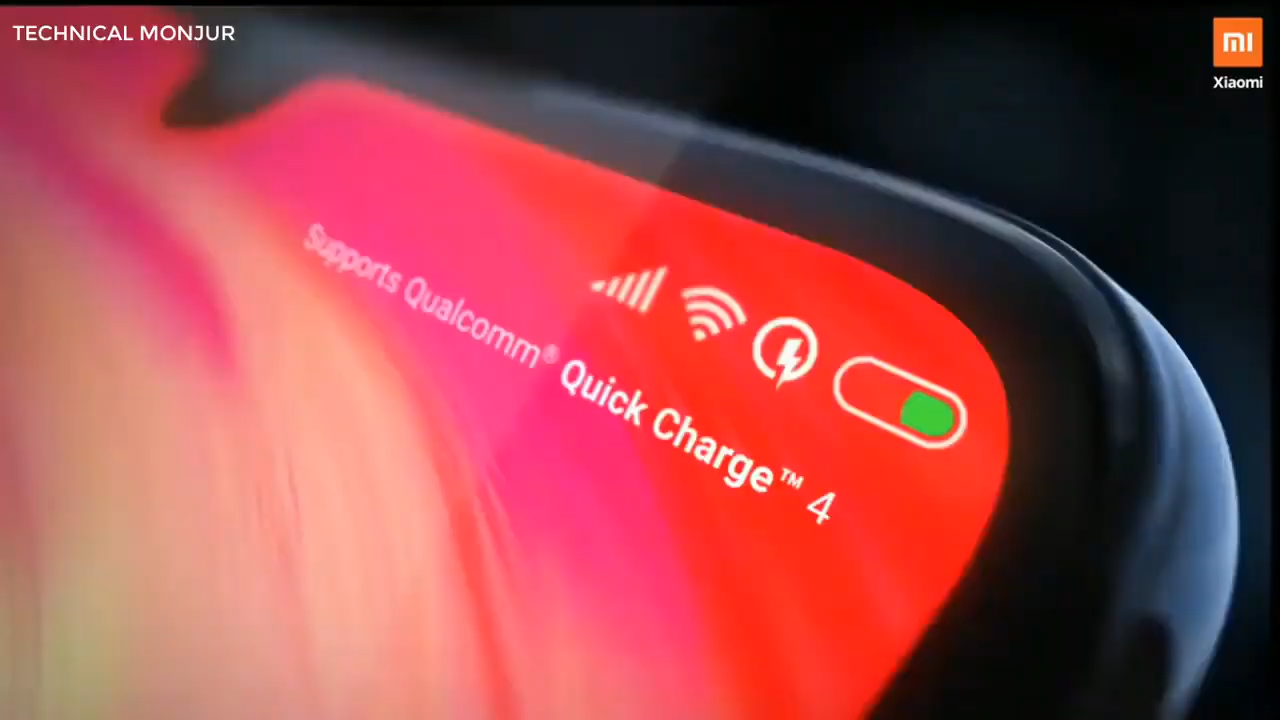 TECHNICAL MONJUR
mi
Xiaomi
Supports Qualcomm® Quick Charge™ 4